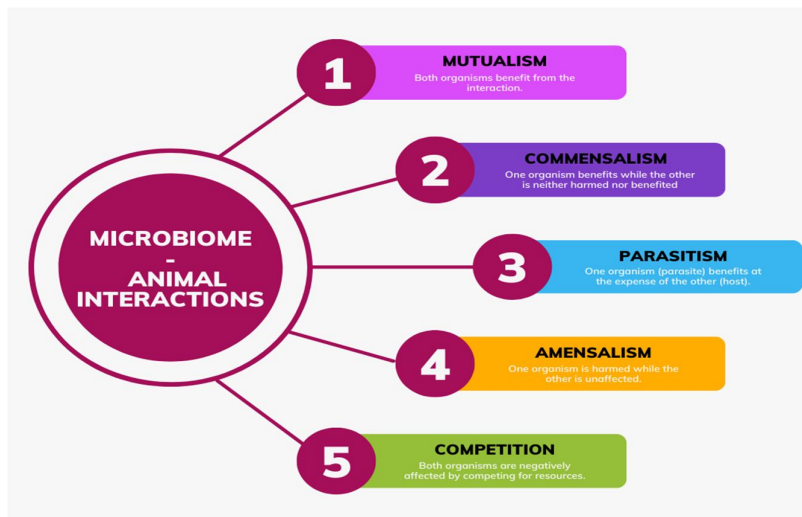 MICROBIOME
-
ANIMAL
INTERACTIONS
1
MUTUALISM
Both organisms benefit from the
interaction.
2
COMMENSALISM
One organism benefits while the other
is neither harmed nor benefited
3
PARASITISM
One organism (parasite) benefits at
the expense of the other (host).
4
AMENSALISM
One organism is harmed while the
other is unaffected.
5
COMPETITION
Both organisms are negatively
affected by competing for resources.